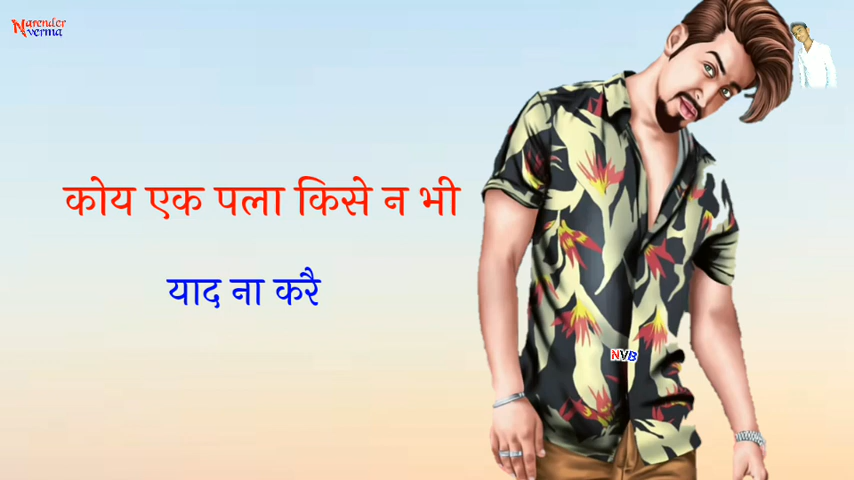 Narender
verma
कोय एक पला किसे न भी
याद ना करै
NVB